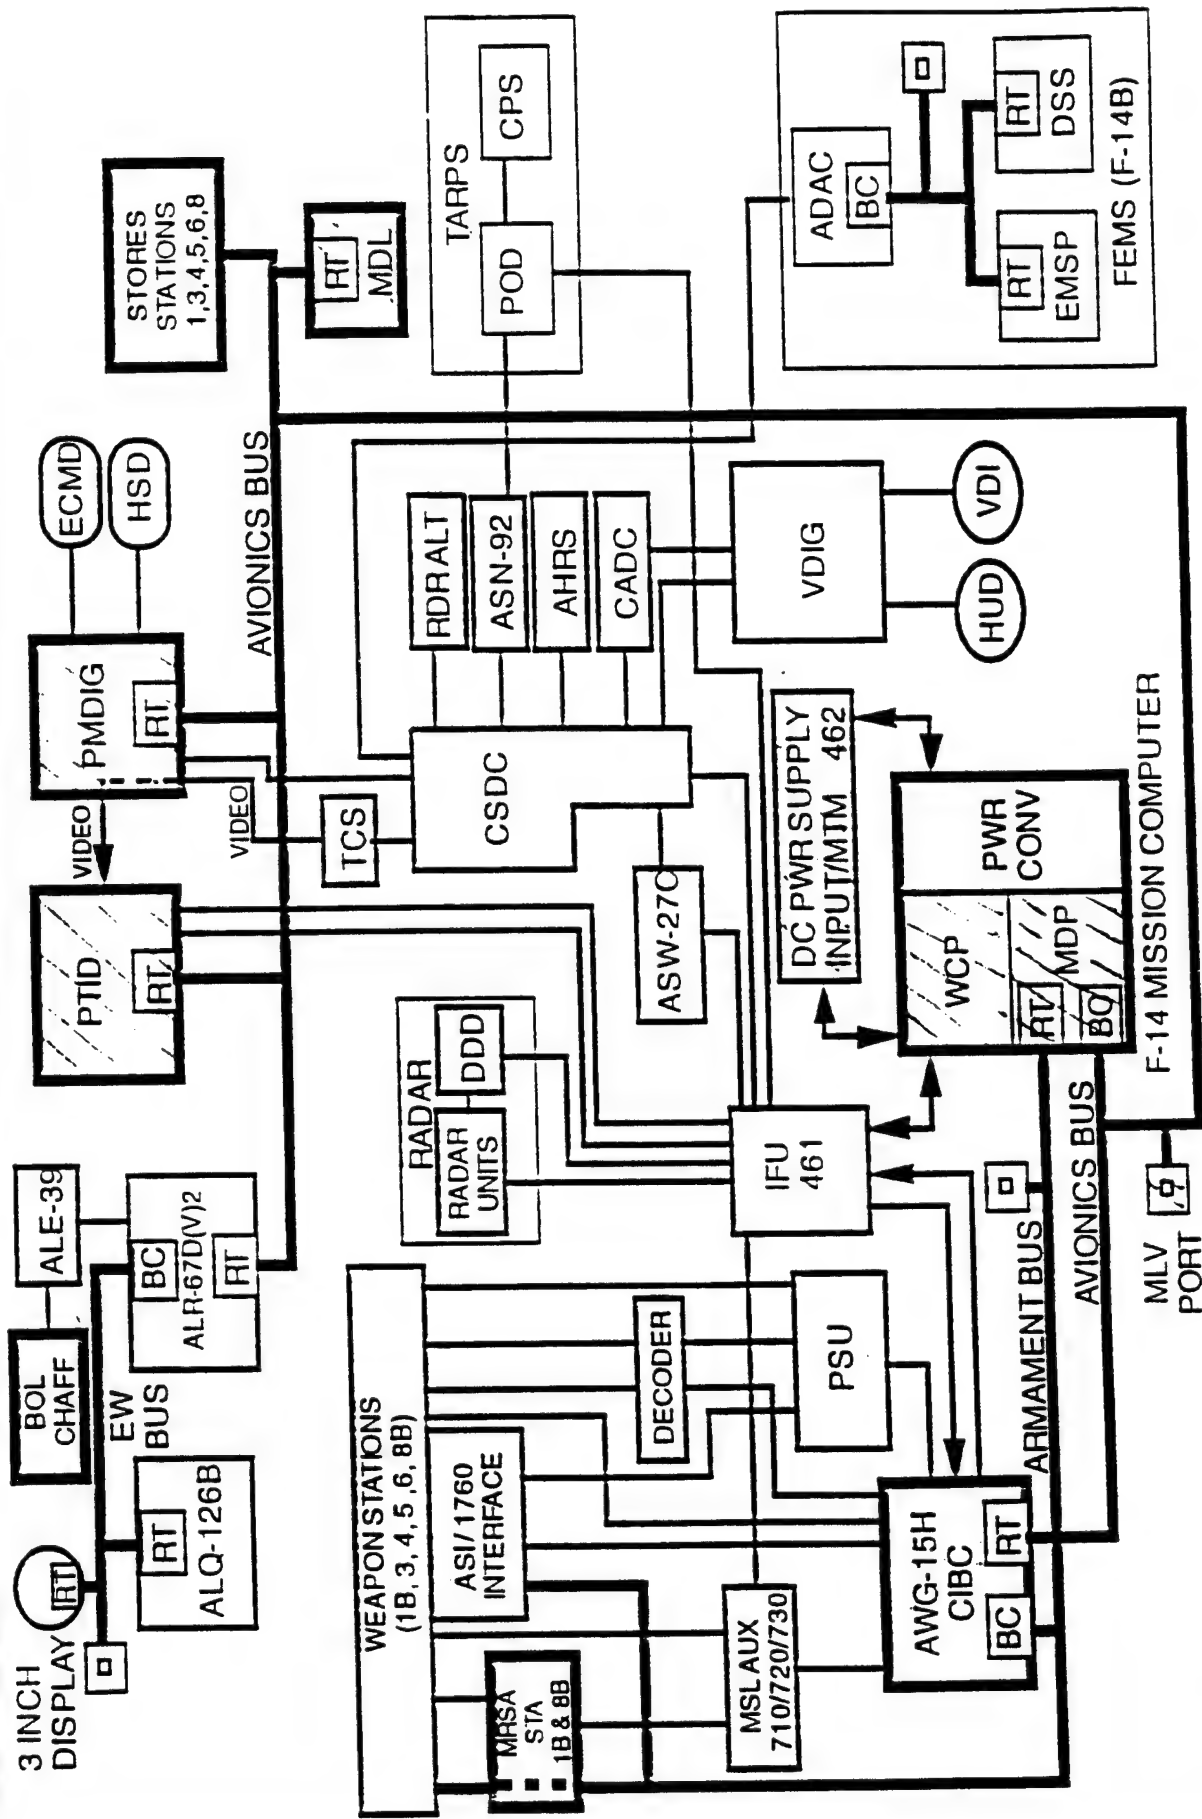 3 INCH
DISPLAY
RT
RT
ALQ-126B
EW
BUS
BOL
CHAFF
ALE-39
BC
ALR-67D(V)2
RT
PTID
RT
VIDEO
PMDIG
RT
ECMD
HSD
AVIONICS BUS
STORES
STATIONS
1,3,4,5,6,8
RT
MDL
VIDEO
TCS
WEAPON STATIONS
(1B, 3, 4, 5 ,6, 8B)
MRSA
STA
1B & 8B
ASI/1760
INTERFACE
DECODER
RADAR
RADAR
UNITS
DDD
CSDC
RDR ALT
ASN-92
AHRS
CADC
TARPS
POD
CPS
ASW-27C
MSL AUX
710/720/730
PSU
IFU
461
DC PWR SUPPLY
INPUT/MTM 462
VDIG
HUD
VDI
ADAC
BC
RT
EMSP
RT
DSS
FEMS (F-14B)
AWG-15H
CIBC
BC
RT
ARMAMENT BUS
AVIONICS BUS
WCP
MDP
RT
BC
PWR
CONV
F-14 MISSION COMPUTER
MLV
PORT